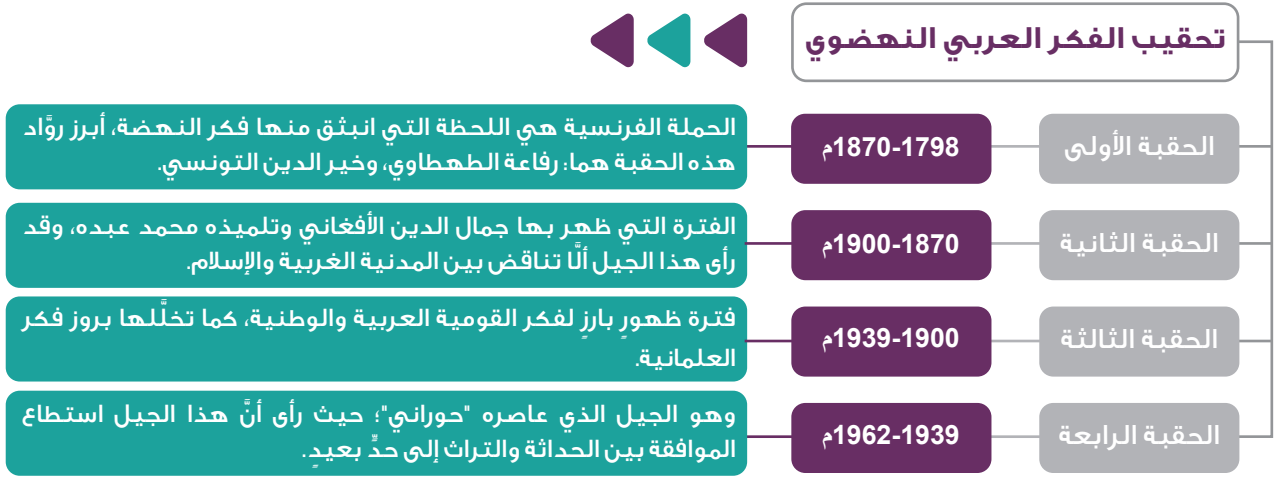 تحقيب الفكر العربي النهضوي
الحقبة الأولى
1870-1798م
الحملة الفرنسية هي اللحظة التي انبثق منها فكر النهضة، أبرز روَّاد
هذه الحقبة هما: رفاعة الطهطاوي، وخير الدين التونسي.
الحقبة الثانية
1900-1870م
الفترة التي ظهر بها جمال الدين الأفغاني وتلميذه محمد عبده، وقد
رأى هذا الجيل ألَّا تناقض بين المدنية الغربية والإسلام.
الحقبة الثالثة
1939-1900م
فترة ظهورٍ بارزٍ لفكر القومية العربية والوطنية، كما تخلَّلها بروز فكر
العلمانية.
الحقبة الرابعة
1962-1939م
وهو الجيل الذي عاصره "حوراني"؛ حيث رأى أنَّ هذا الجيل استطاع
الموافقة بين الحداثة والتراث إلى حدٍّ بعيدٍ.